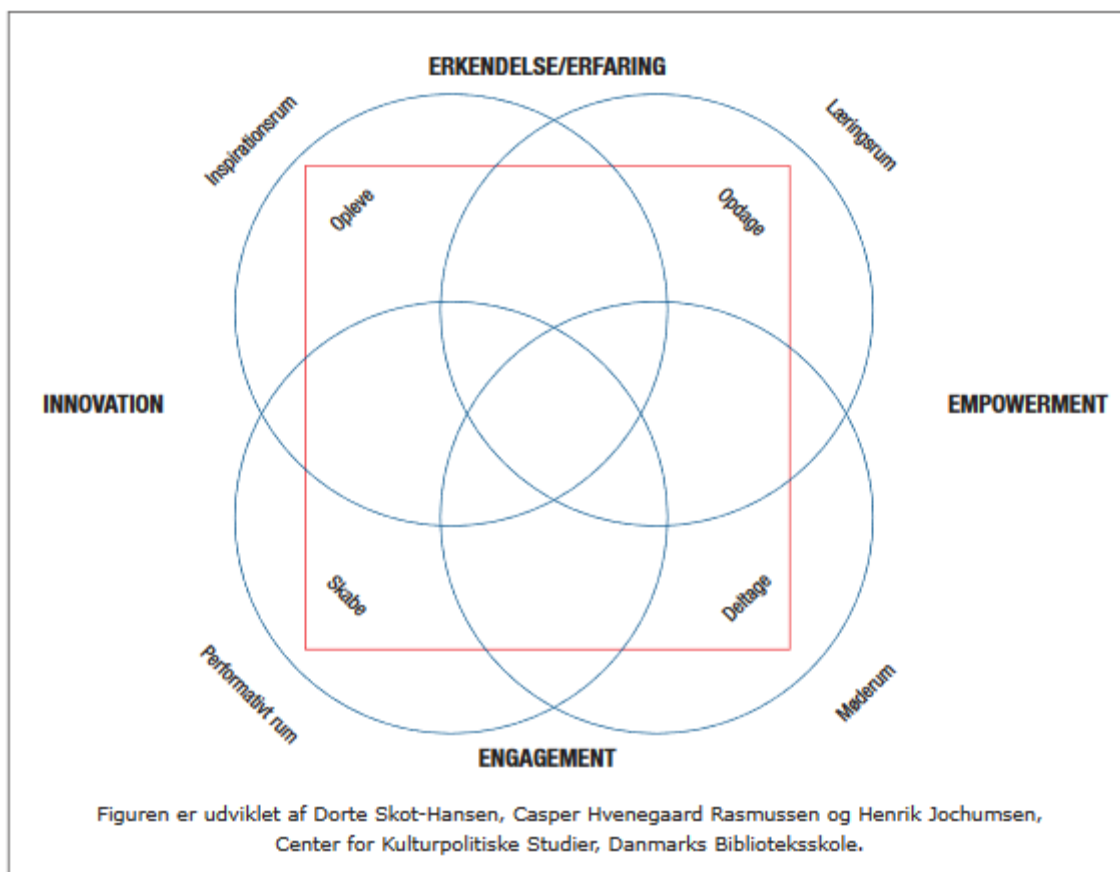 ERKENDELSE/ERFARING
Inspirationsrum
Læringsrum
Opleve
Opdage
INNOVATION
EMPOWERMENT
Skabe
Deltage
Performativt rum
Møderum
ENGAGEMENT
Figuren er udviklet af Dorte Skot-Hansen, Casper Hvenegaard Rasmussen og Henrik Jochumsen,
Center for Kulturpolitiske Studier, Danmarks Biblioteksskole.